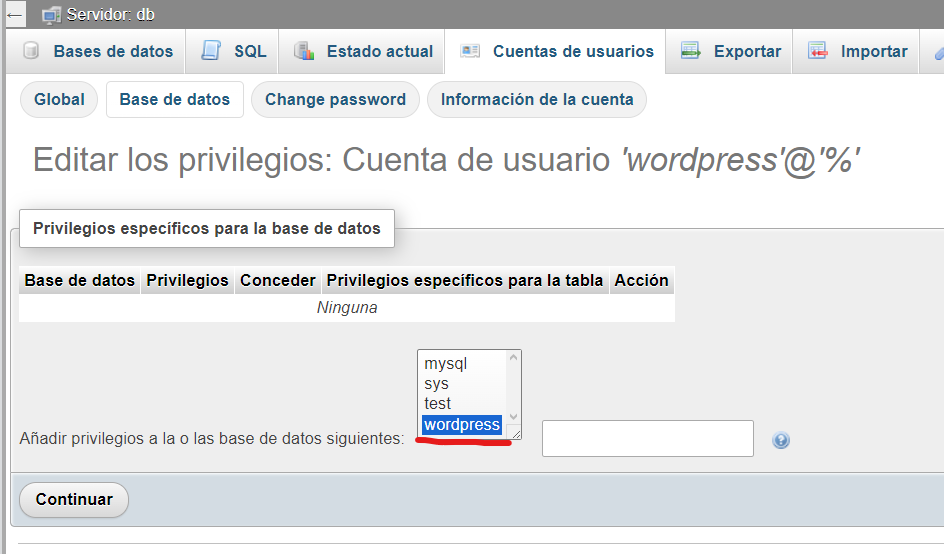 Servidor: db
Bases de datos SQL Estado actual Cuentas de usuarios Exportar Importar
Global Base de datos Change password Información de la cuenta
Editar los privilegios: Cuenta de usuario 'wordpress'@'%'
Privilegios específicos para la base de datos
Base de datos Privilegios Conceder Privilegios específicos para la tabla Acción
Ninguna
mysql
sys
test
wordpress
Añadir privilegios a la o las base de datos siguientes:
Continuar